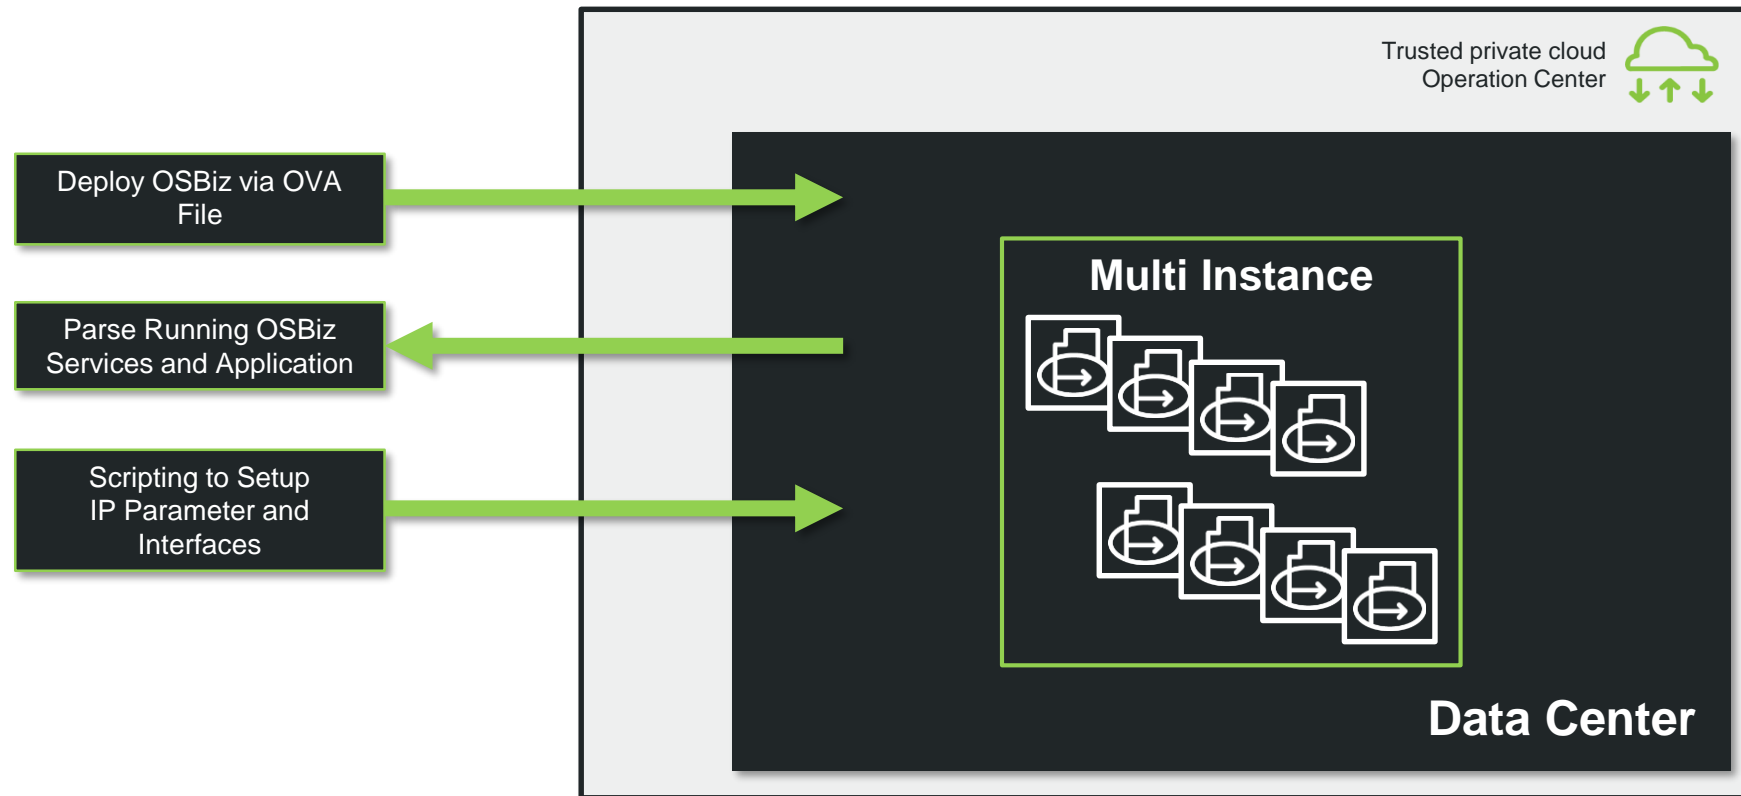 Trusted private cloud
Operation Center
Deploy OSBiz via OVA
File
Parse Running OSBiz
Services and Application
Scripting to Setup
IP Parameter and
Interfaces
Multi Instance
Data Center